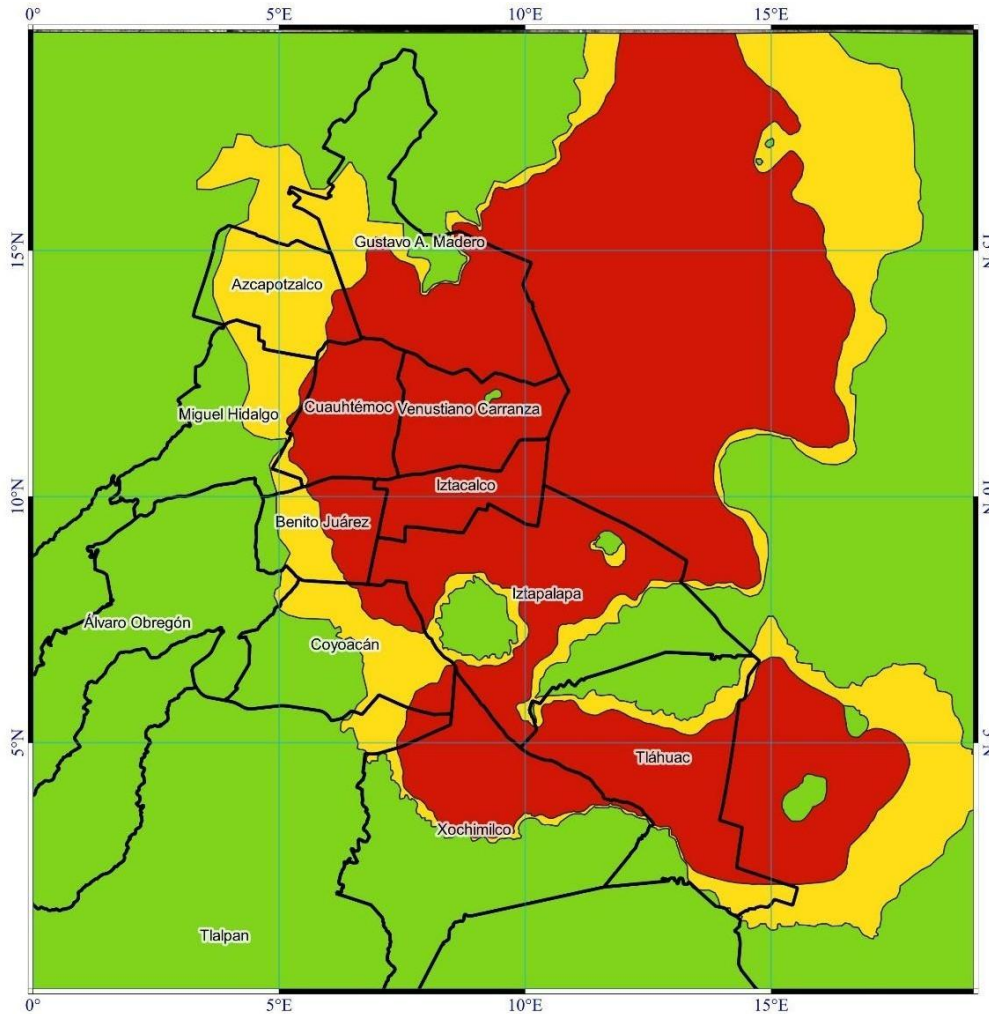 0° 5°E 10°E 15°E
15°N
Gustavo A. Madero
Azcapotzalco
Cuauhtémoc
Venustiano Carranza
Miguel Hidalgo
10°N
Iztacalco
Benito Juárez
Iztapalapa
Álvaro Obregón
Coyoacán
5°N
Tláhuac
Xochimilco
Tlalpan
0° 5°E 10°E 15°E